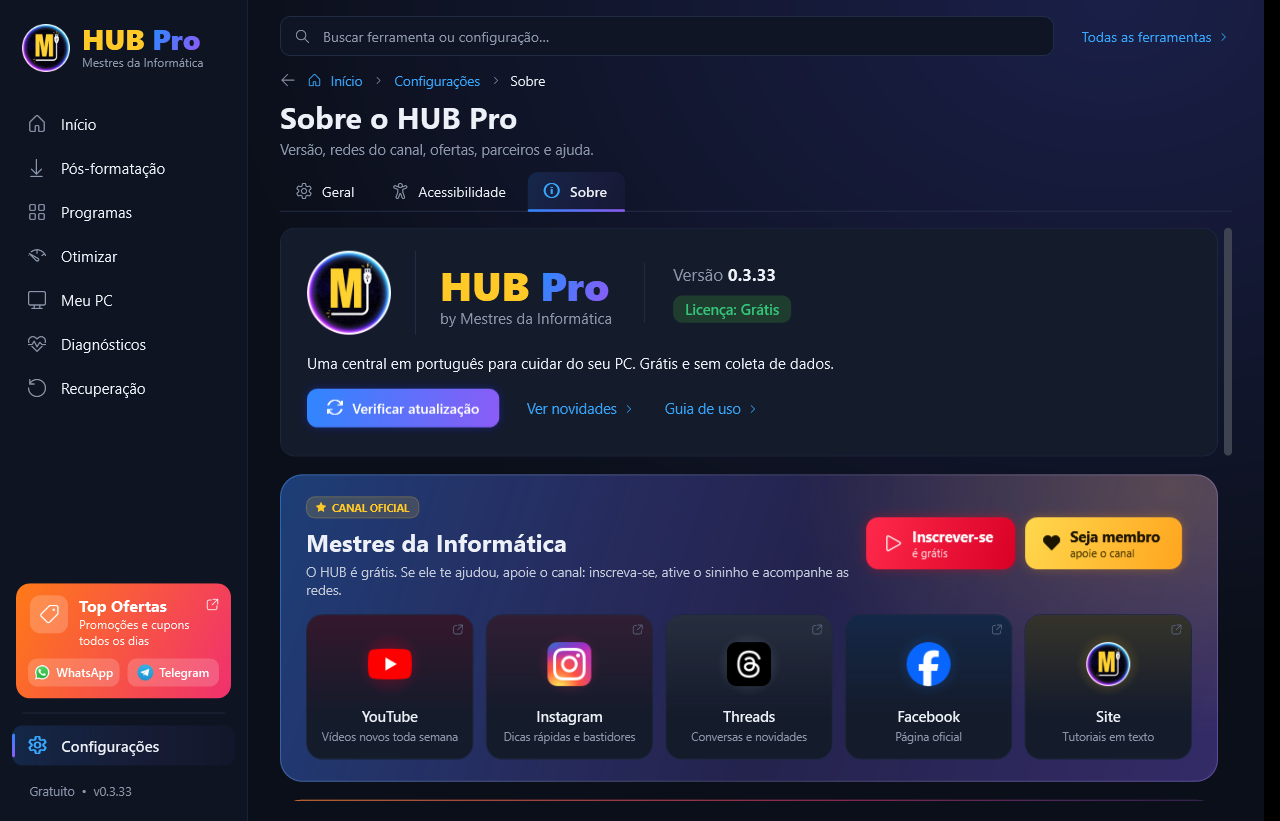 HUB Pro
Mestres da Informática
Início
Pós-formatação
Programas
Otimizar
Meu PC
Diagnósticos
Recuperação
Top Ofertas
Promoções e cupons
todos os dias
WhatsApp
Telegram
Configurações
Gratuito • v0.3.33
Buscar ferramenta ou configuração...
Todas as ferramentas
Início
Configurações
Sobre
Sobre o HUB Pro
Versão, redes do canal, ofertas, parceiros e ajuda.
Geral
Acessibilidade
Sobre
M
HUB Pro
by Mestres da Informática
Versão 0.3.33
Licença: Grátis
Uma central em português para cuidar do seu PC. Grátis e sem coleta de dados.
Verificar atualização
Ver novidades
Guia de uso
CANAL OFICIAL
Mestres da Informática
O HUB é grátis. Se ele te ajudou, apoie o canal: inscreva-se, ative o sininho e acompanhe as
redes.
Inscrever-se
é grátis
Seja membro
apoie o canal
YouTube
Vídeos novos toda semana
Instagram
Dicas rápidas e bastidores
Threads
Conversas e novidades
Facebook
Página oficial
Site
Tutoriais em texto